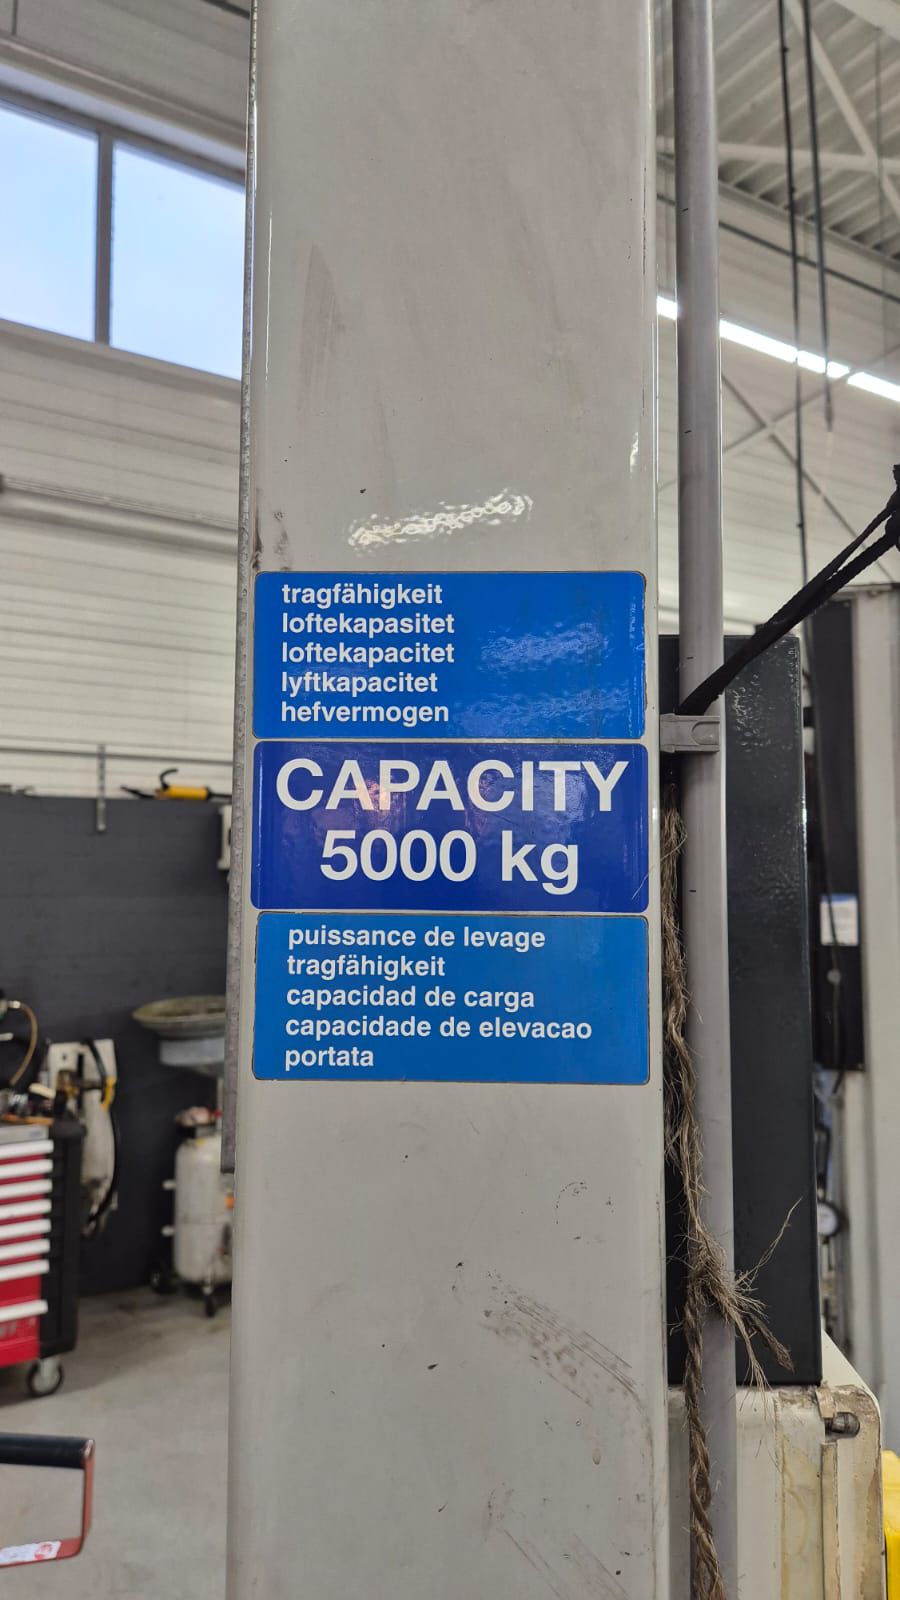 tragfähigkeit
loftekapasitet
loftekapacitet
lyftkapacitet
hefvermogen
CAPACITY
5000 kg
puissance de levage
tragfähigkeit
capacidad de carga
capacidade de elevacao
portata